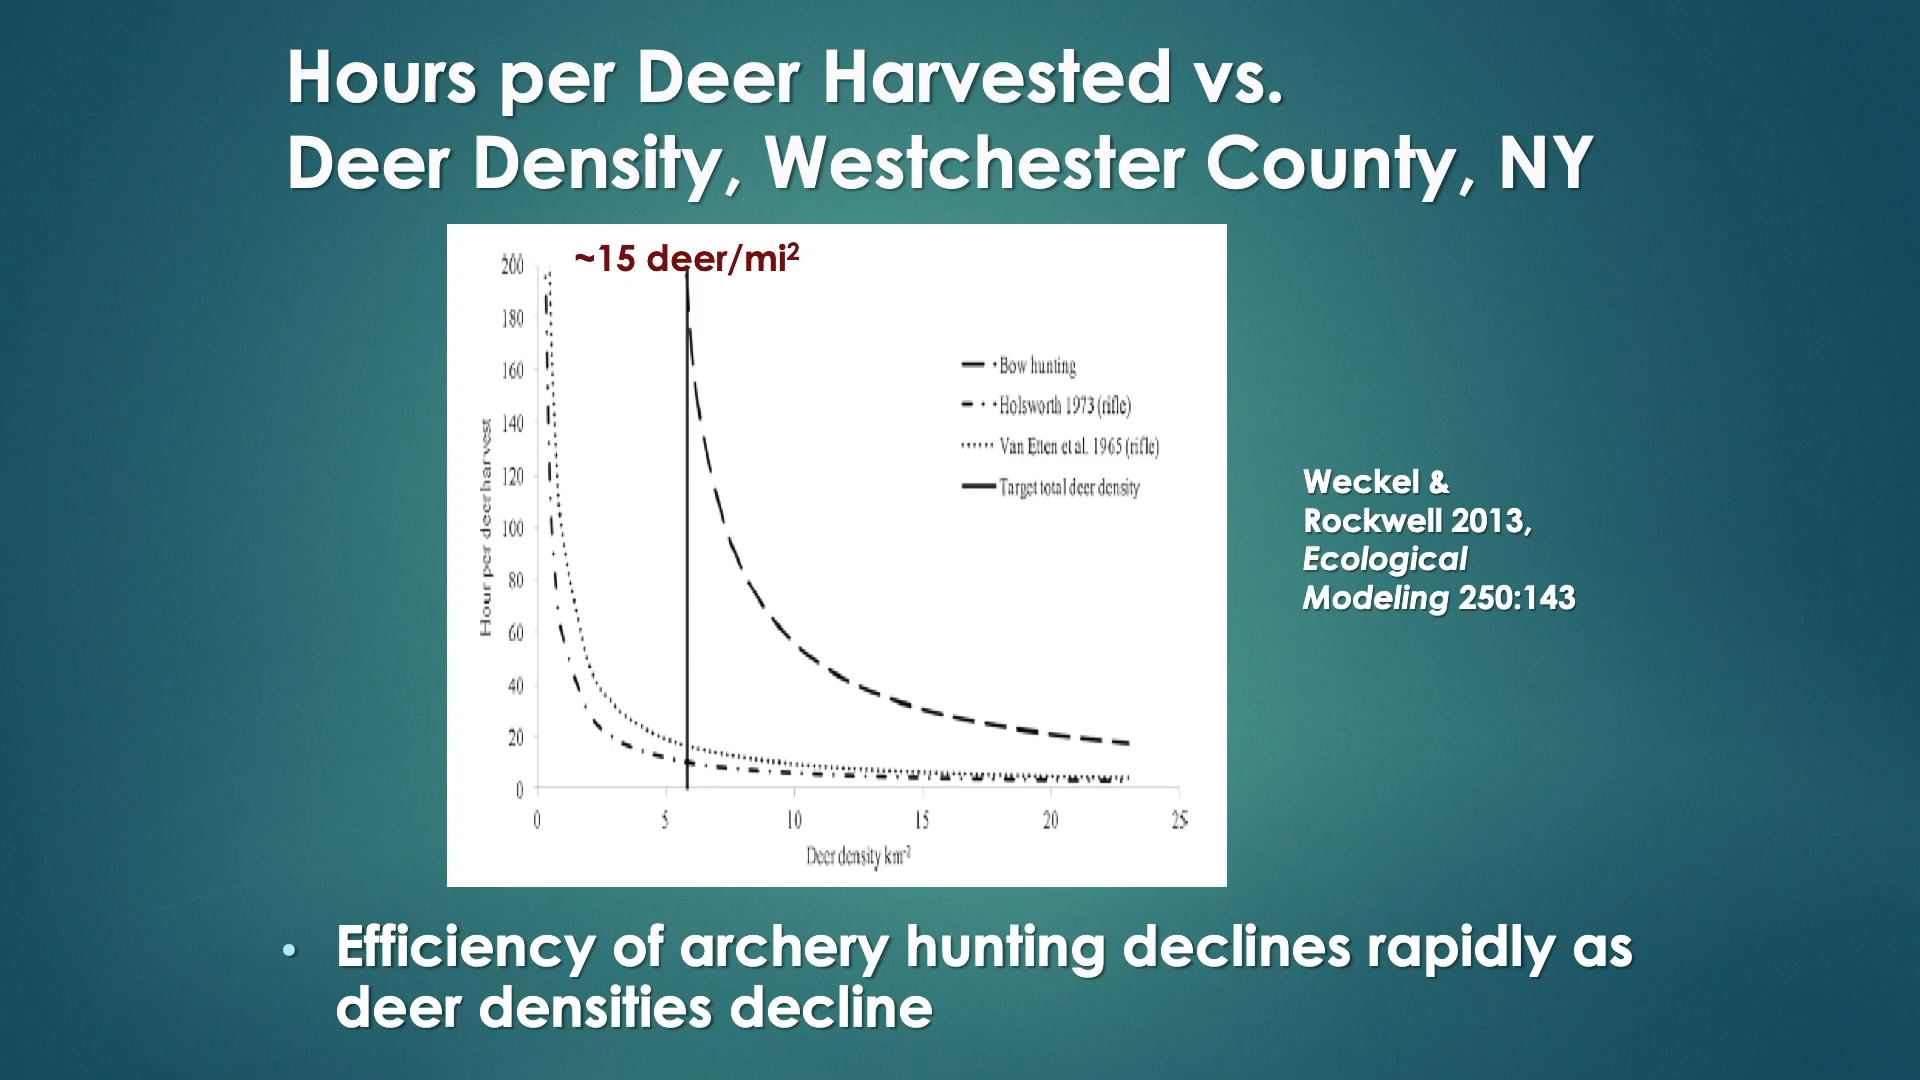 Hours per Deer Harvested vs.
Deer Density, Westchester County, NY
~15 deer/mi²
200
180
160
140
120
100
80
60
40
20
0
Hour per deer harvest
Bow hunting
Holsworth 1973 (rifle)
Van Etten et al. 1965 (rifle)
Target total deer density
0 5 10 15 20 25
Deer density km⁻²
Weckel &
Rockwell 2013,
Ecological
Modeling 250:143
• Efficiency of archery hunting declines rapidly as
deer densities decline